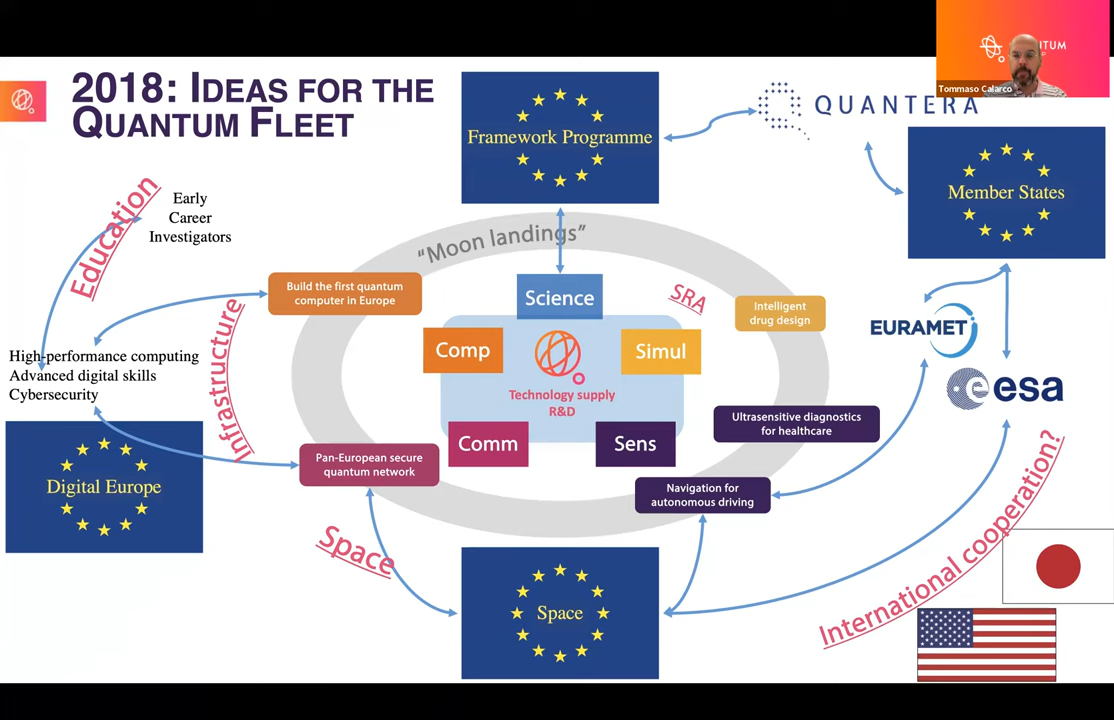 2018: IDEAS FOR THE
QUANTUM FLEET
Framework Programme
QUANTERA
Tommaso Calarco
Member States
Education
Early
Career
Investigators
"Moon landings"
Build the first quantum
computer in Europe
Science
SRA
Intelligent
drug design
EURAMET
Infrastructure
High-performance computing
Advanced digital skills
Cybersecurity
Comp
Simul
Technology supply
R&D
esa
Ultrasensitive diagnostics
for healthcare
Comm
Sens
Digital Europe
Pan-European secure
quantum network
Navigation for
autonomous driving
Space
Space
International cooperation?